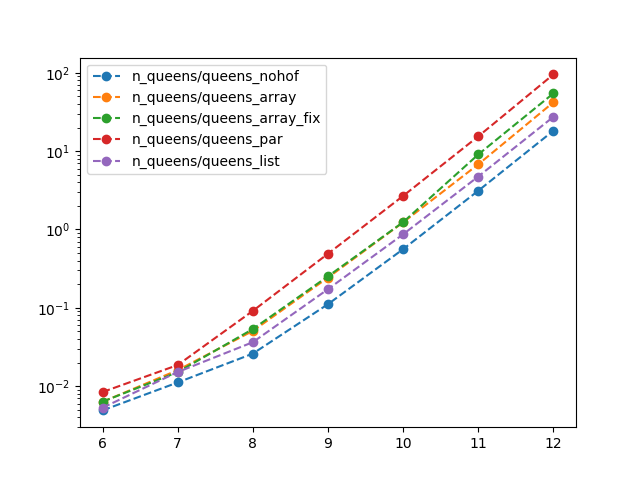 n_queens/queens_nohof
n_queens/queens_array
n_queens/queens_array_fix
n_queens/queens_par
n_queens/queens_list
10²
10¹
10⁰
10⁻¹
10⁻²
6 7 8 9 10 11 12